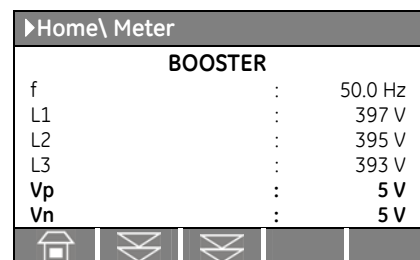 ▶Home\ Meter
BOOSTER
f : 50.0 Hz
L1 : 397 V
L2 : 395 V
L3 : 393 V
Vp : 5 V
Vn : 5 V